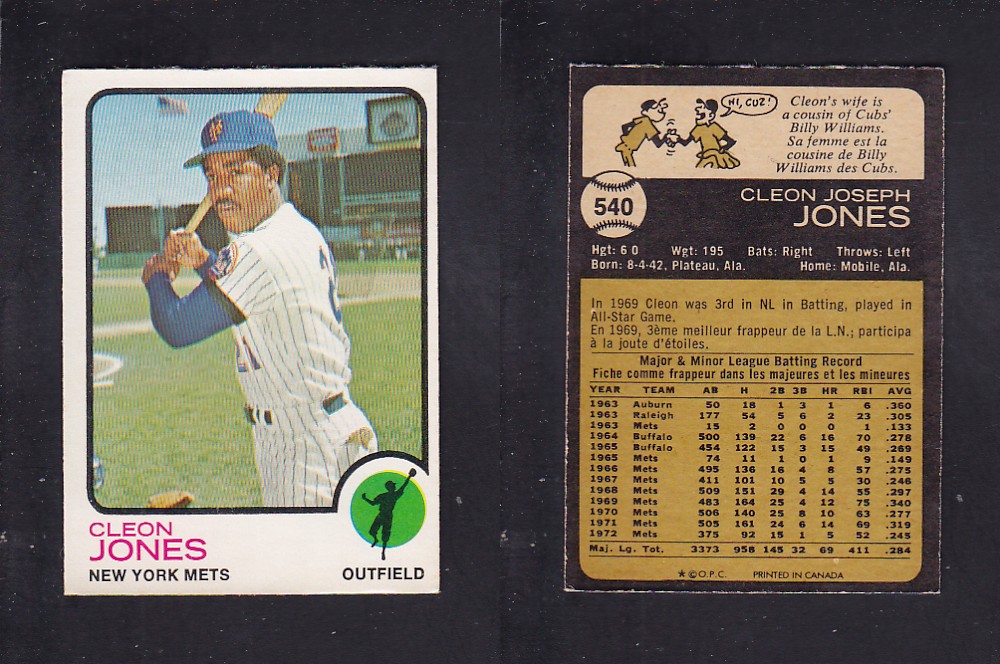 CLEON
JONES
NEW YORK METS
OUTFIELD
HI, CUZ!
Cleon's wife is
a cousin of Cubs'
Billy Williams.
Sa femme est la
cousine de Billy
Williams des Cubs.
540
CLEON JOSEPH
JONES
Hgt: 6 0 Wgt: 195 Bats: Right Throws: Left
Born: 8-4-42, Plateau, Ala. Home: Mobile, Ala.
In 1969 Cleon was 3rd in NL in Batting, played in
All-Star Game.
En 1969, 3ème meilleur frappeur de la L.N.; participa
à la joute d'étoiles.
Major & Minor League Batting Record
Fiche comme frappeur dans les majeures et les mineures
YEAR TEAM AB H 2B 3B HR RBI AVG
1963 Auburn 50 18 1 3 1 6 .360
1963 Raleigh 177 54 5 6 2 23 .305
1963 Mets 15 2 0 0 0 1 .133
1964 Buffalo 500 139 22 6 16 70 .278
1965 Buffalo 454 122 15 3 15 49 .269
1965 Mets 74 11 1 0 1 9 .149
1966 Mets 495 136 16 4 8 57 .275
1967 Mets 411 101 10 5 5 30 .246
1968 Mets 509 151 29 4 14 55 .297
1969 Mets 483 164 25 4 12 75 .340
1970 Mets 506 140 25 8 10 63 .277
1971 Mets 505 161 24 6 14 69 .319
1972 Mets 375 92 15 1 5 52 .245
Maj. Lg. Tot. 3373 958 145 32 69 411 .284
★ © O.P.C. PRINTED IN CANADA